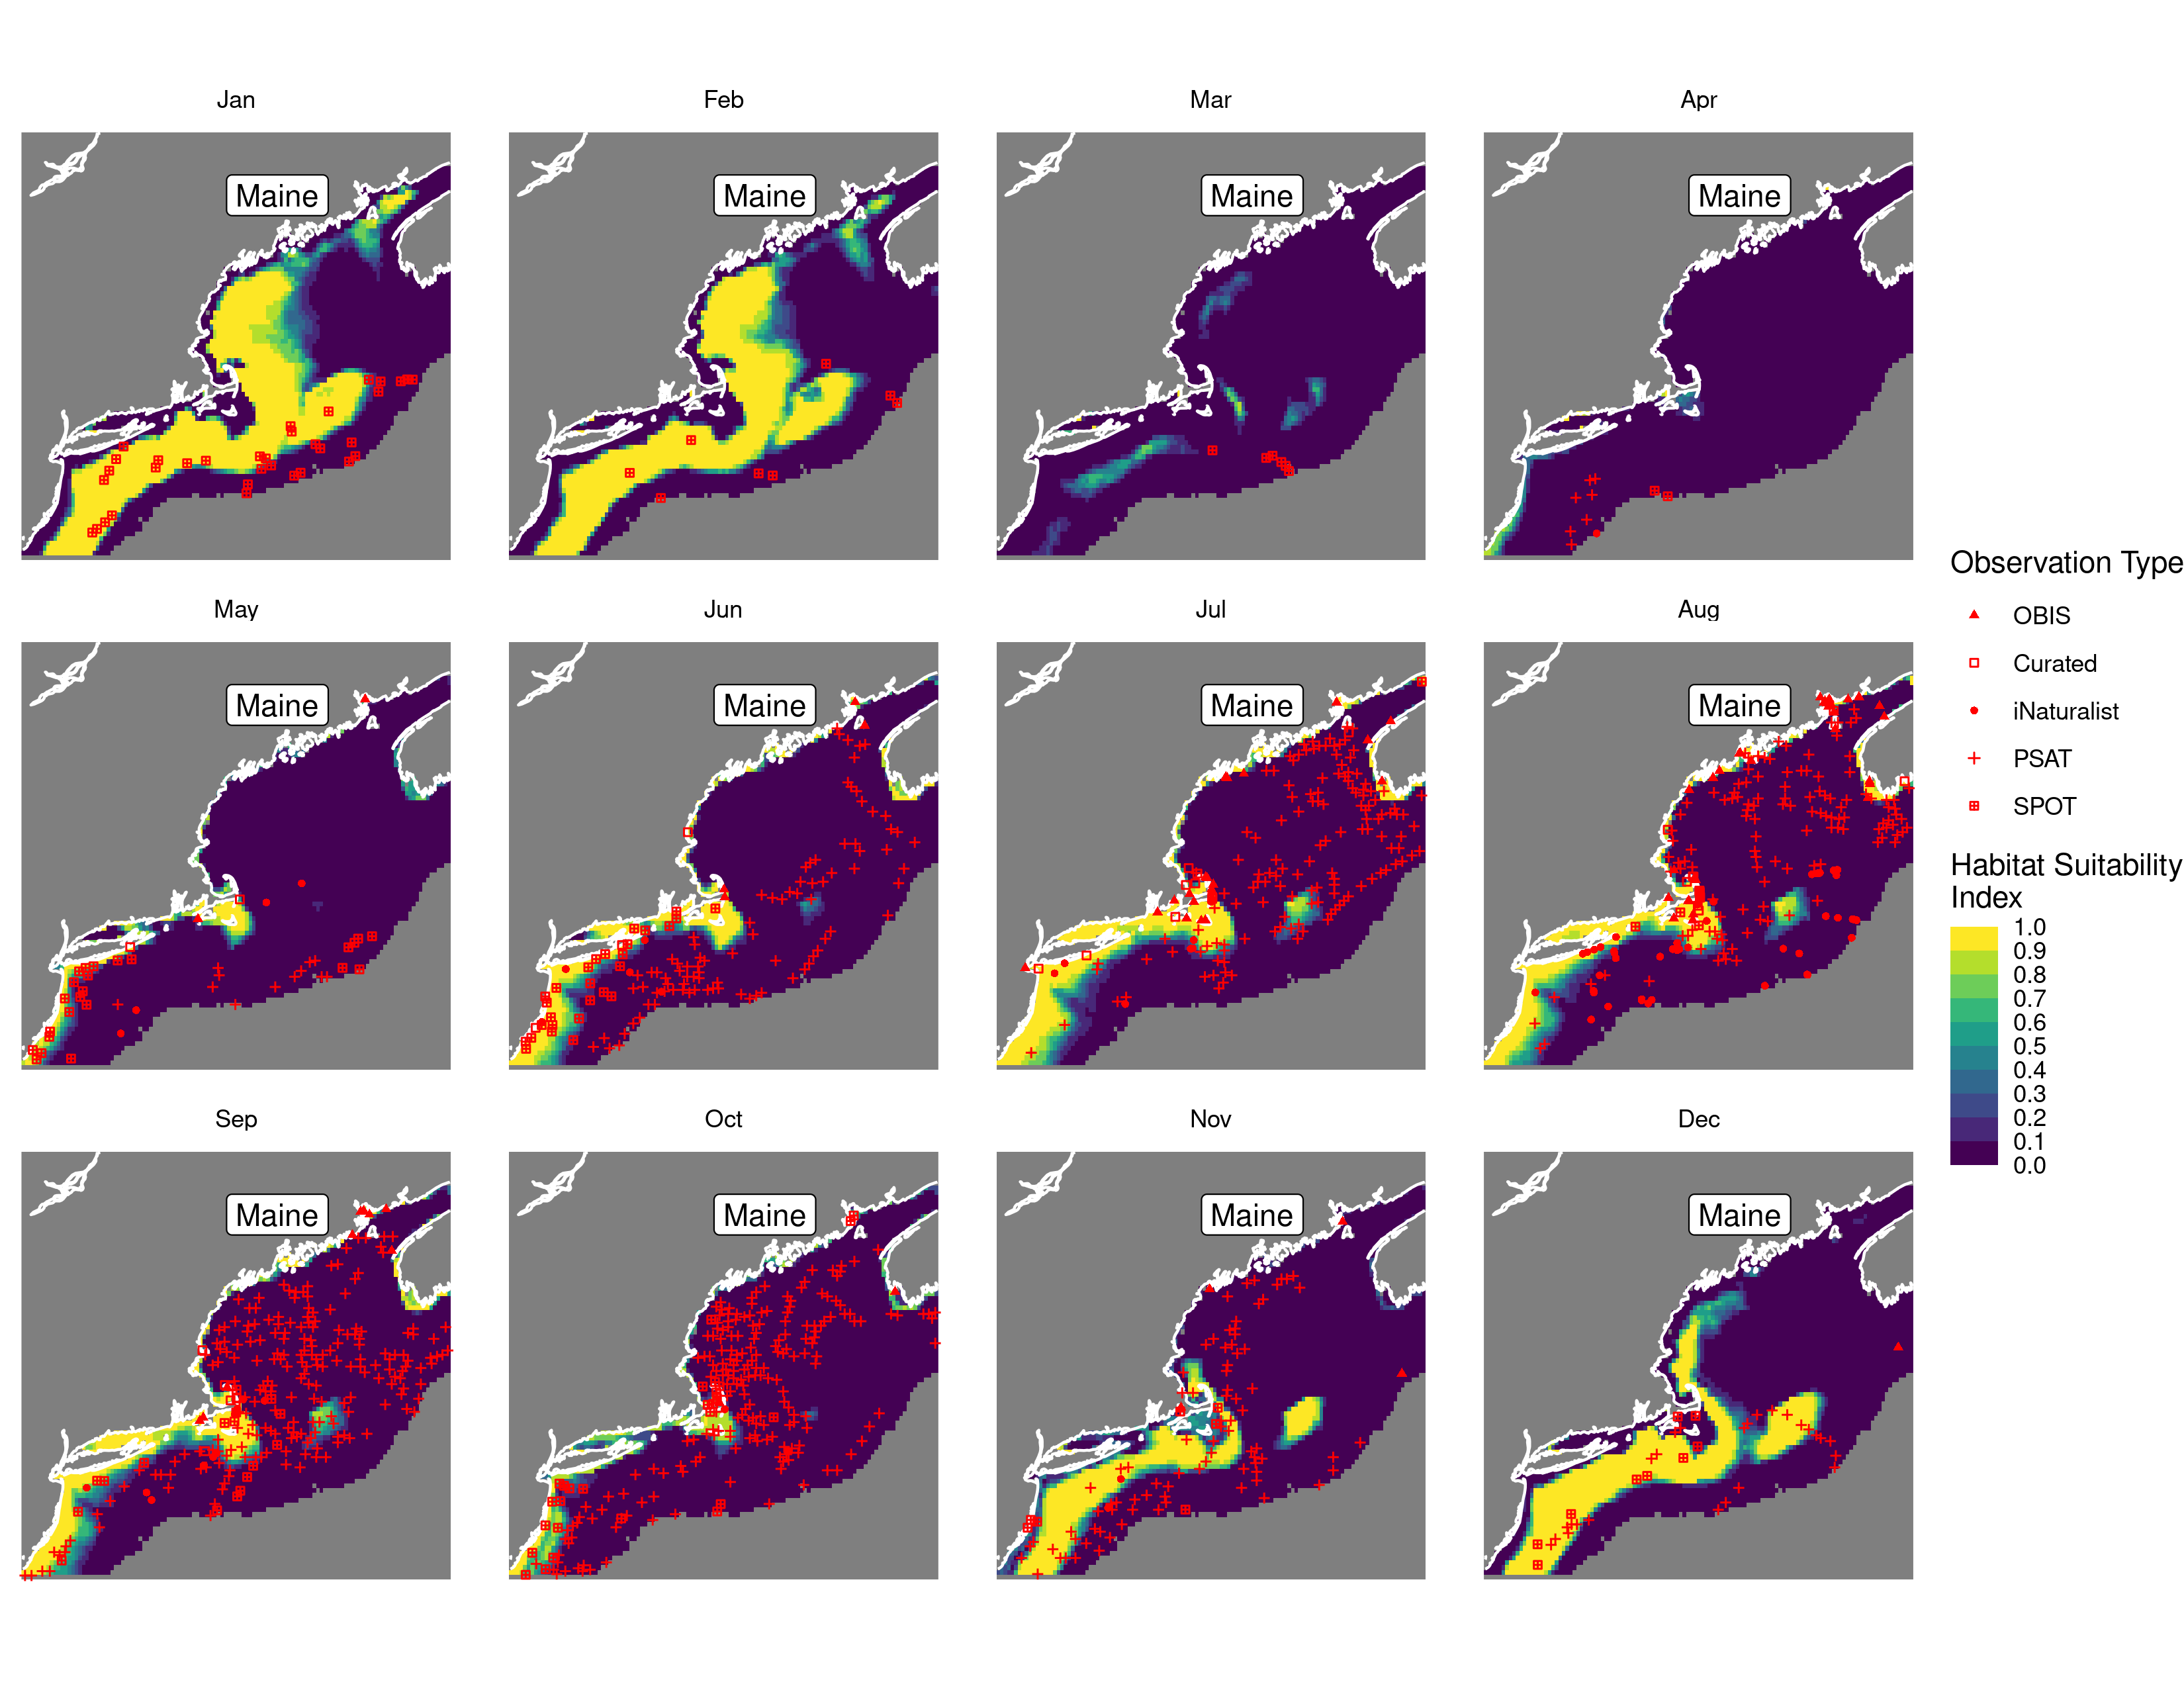 Jan
Feb
Mar
Apr
Maine
Maine
Maine
Maine
May
Jun
Jul
Aug
Maine
Maine
Maine
Maine
Sep
Oct
Nov
Dec
Maine
Maine
Maine
Maine
Observation Type
OBIS
Curated
iNaturalist
PSAT
SPOT
Habitat Suitability
Index
1.0
0.9
0.8
0.7
0.6
0.5
0.4
0.3
0.2
0.1
0.0